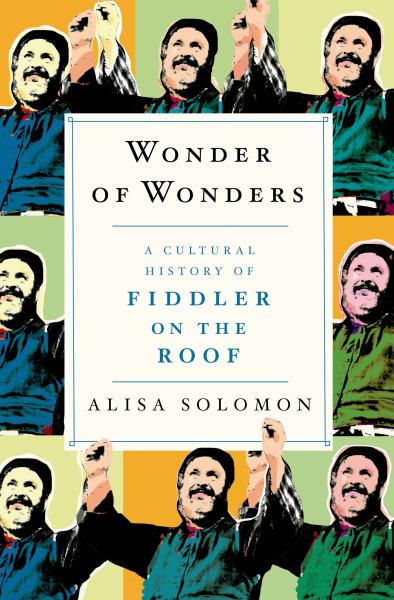 WONDER
OF WONDERS
A CULTURAL
HISTORY OF
FIDDLER
ON THE
ROOF
ALISA SOLOMON